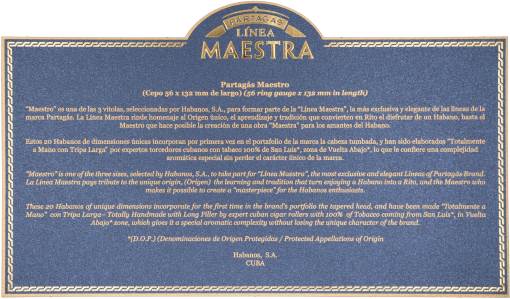 PARTAGAS
LÍNEA
MAESTRA
Partagás Maestro
(Cepo 56 x 132 mm de largo) (56 ring gauge x 132 mm in length)
"Maestro" es una de las 3 vitolas, seleccionadas por Habanos, S.A., para formar parte de la "Línea Maestra", la más exclusiva y elegante de las líneas de la
marca Partagás. La Línea Maestra rinde homenaje al Origen único, el aprendizaje y tradición que convierten en Rito el disfrutar de un Habano, hasta el
Maestro que hace posible la creación de una obra "Maestra" para los amantes del Habano.
Estos 20 Habanos de dimensiones únicas incorporan por primera vez en el portafolio de la marca la cabeza tumbada, y han sido elaborados "Totalmente
a Mano con Tripa Larga" por expertos torcedores cubanos con tabaco 100% de San Luis*, zona de Vuelta Abajo*, lo que le confiere una complejidad
aromática especial sin perder el carácter único de la marca.
"Maestro" is one of the three sizes, selected by Habanos, S.A., to take part for "Línea Maestra", the most exclusive and elegant Líneas of Partagás Brand.
La Línea Maestra pays tribute to the unique origin, (Origen) the learning and tradition that turn enjoying a Habano into a Rito, and the Maestro who
makes it possible to create a "masterpiece" for the Habanos enthusiasts.
These 20 Habanos of unique dimensions incorporate for the first time in the brand's portfolio the tapered head, and have been made "Totalmente a
Mano" con Tripa Larga– Totally Handmade with Long Filler by expert cuban cigar rollers with 100% of Tobacco coming from San Luis*, in Vuelta
Abajo* zone, which gives it a special aromatic complexity without losing the unique character of the brand.
*(D.O.P.) (Denominaciones de Origen Protegidas / Protected Appellations of Origin
Habanos, S.A.
CUBA